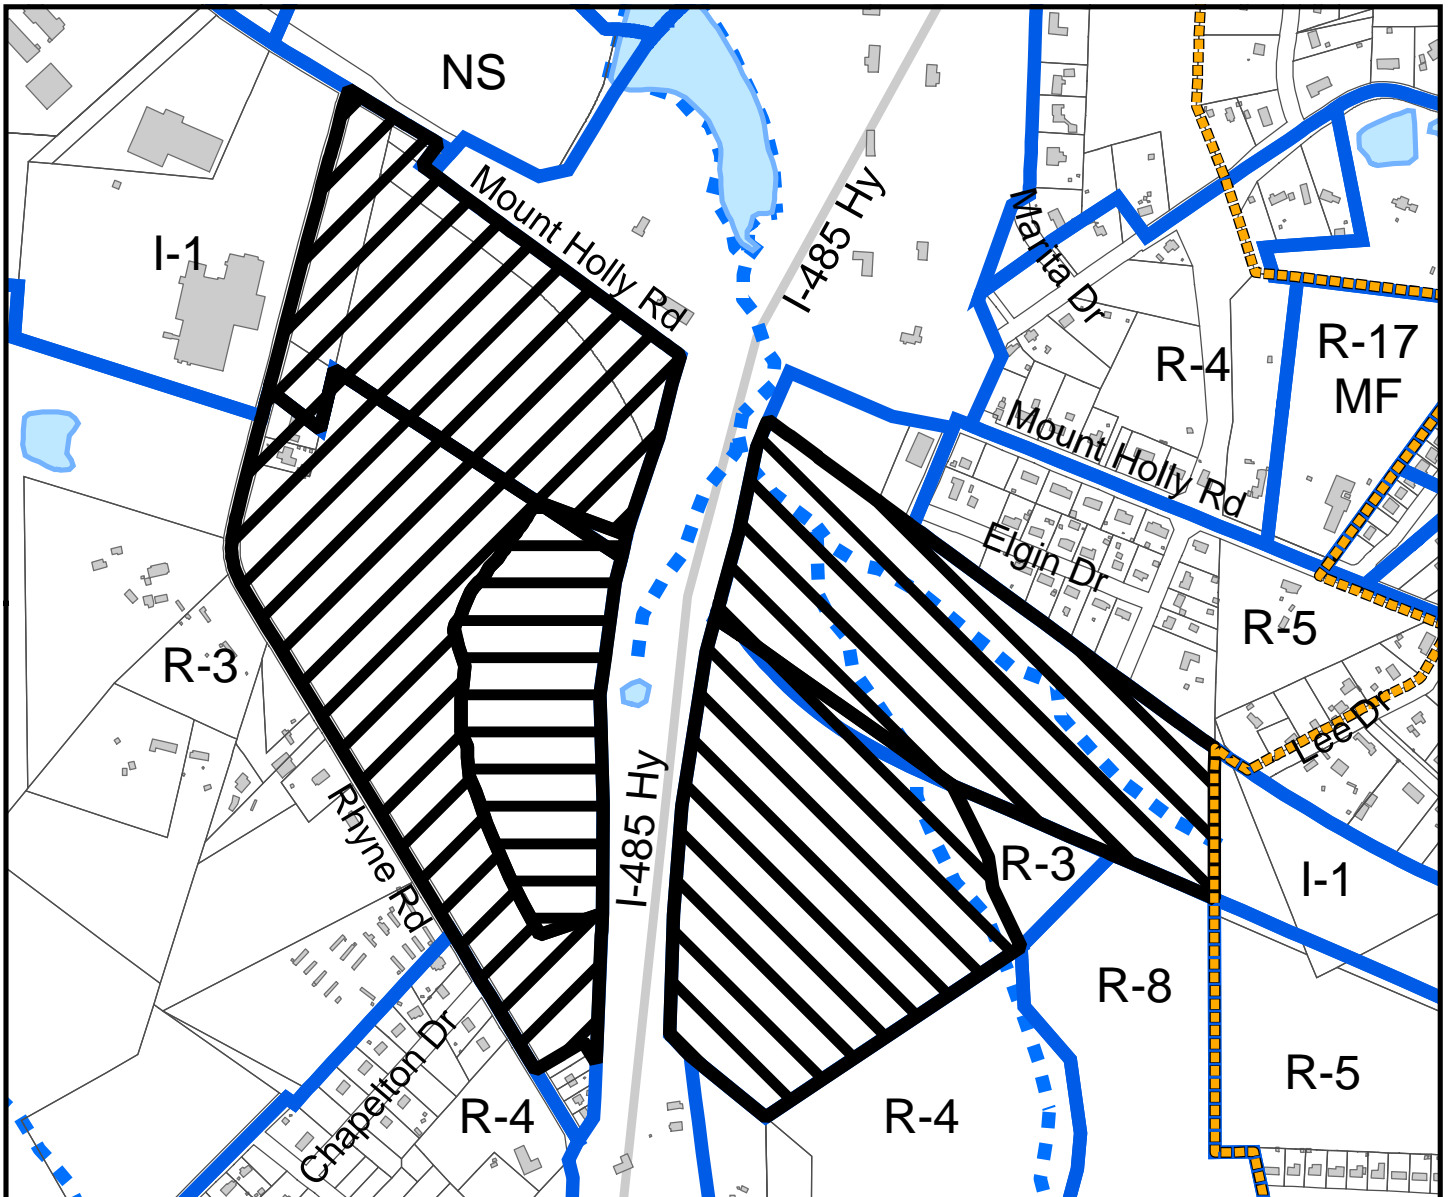 NS
I-1
Mount Holly Rd
I-485 Hy
Marita Dr
R-17
MF
R-4
Mount Holly Rd
Elgin Dr
R-5
R-3
Lee Dr
I-485 Hy
Rhyne Rd
R-3
I-1
R-8
R-5
Chapelton Dr
R-4
R-4